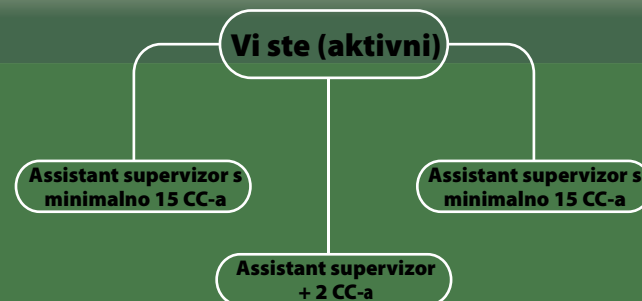 Vi ste (aktivni)
Assistant supervizor s
minimalno 15 CC-a
Assistant supervizor s
minimalno 15 CC-a
Assistant supervizor
+ 2 CC-a